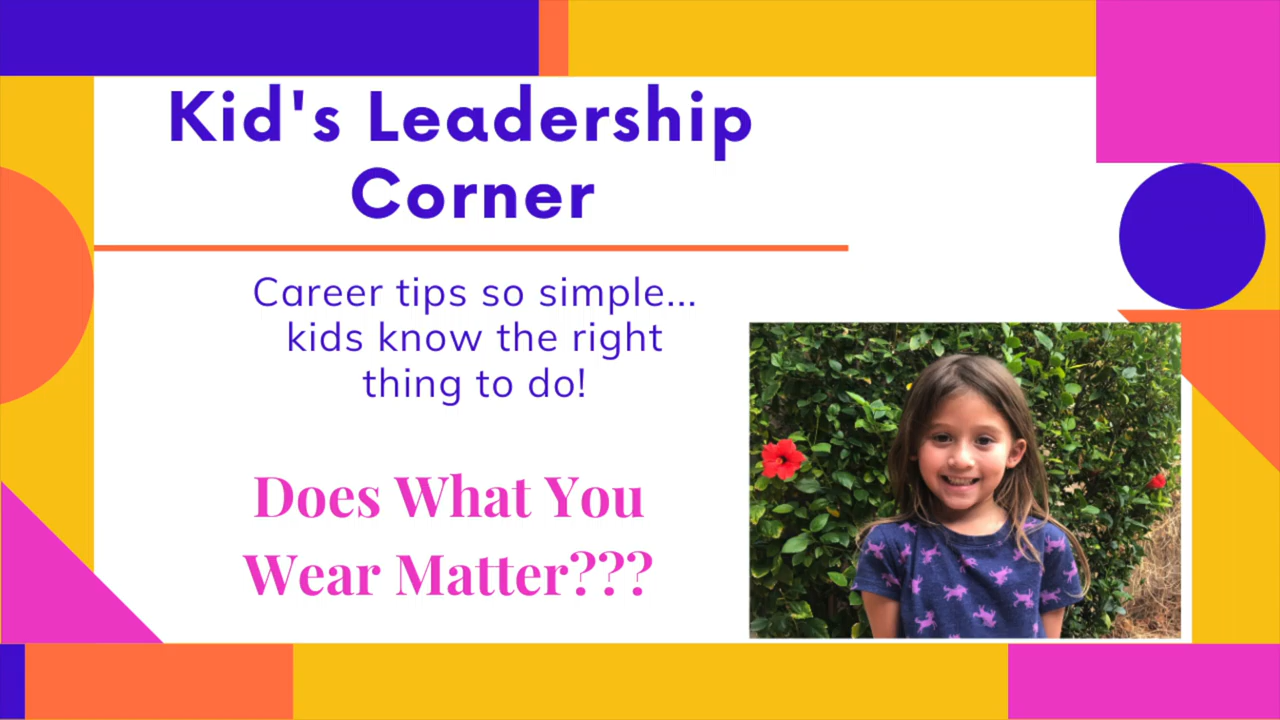 Kid's Leadership
Corner
Career tips so simple...
kids know the right
thing to do!
Does What You
Wear Matter???